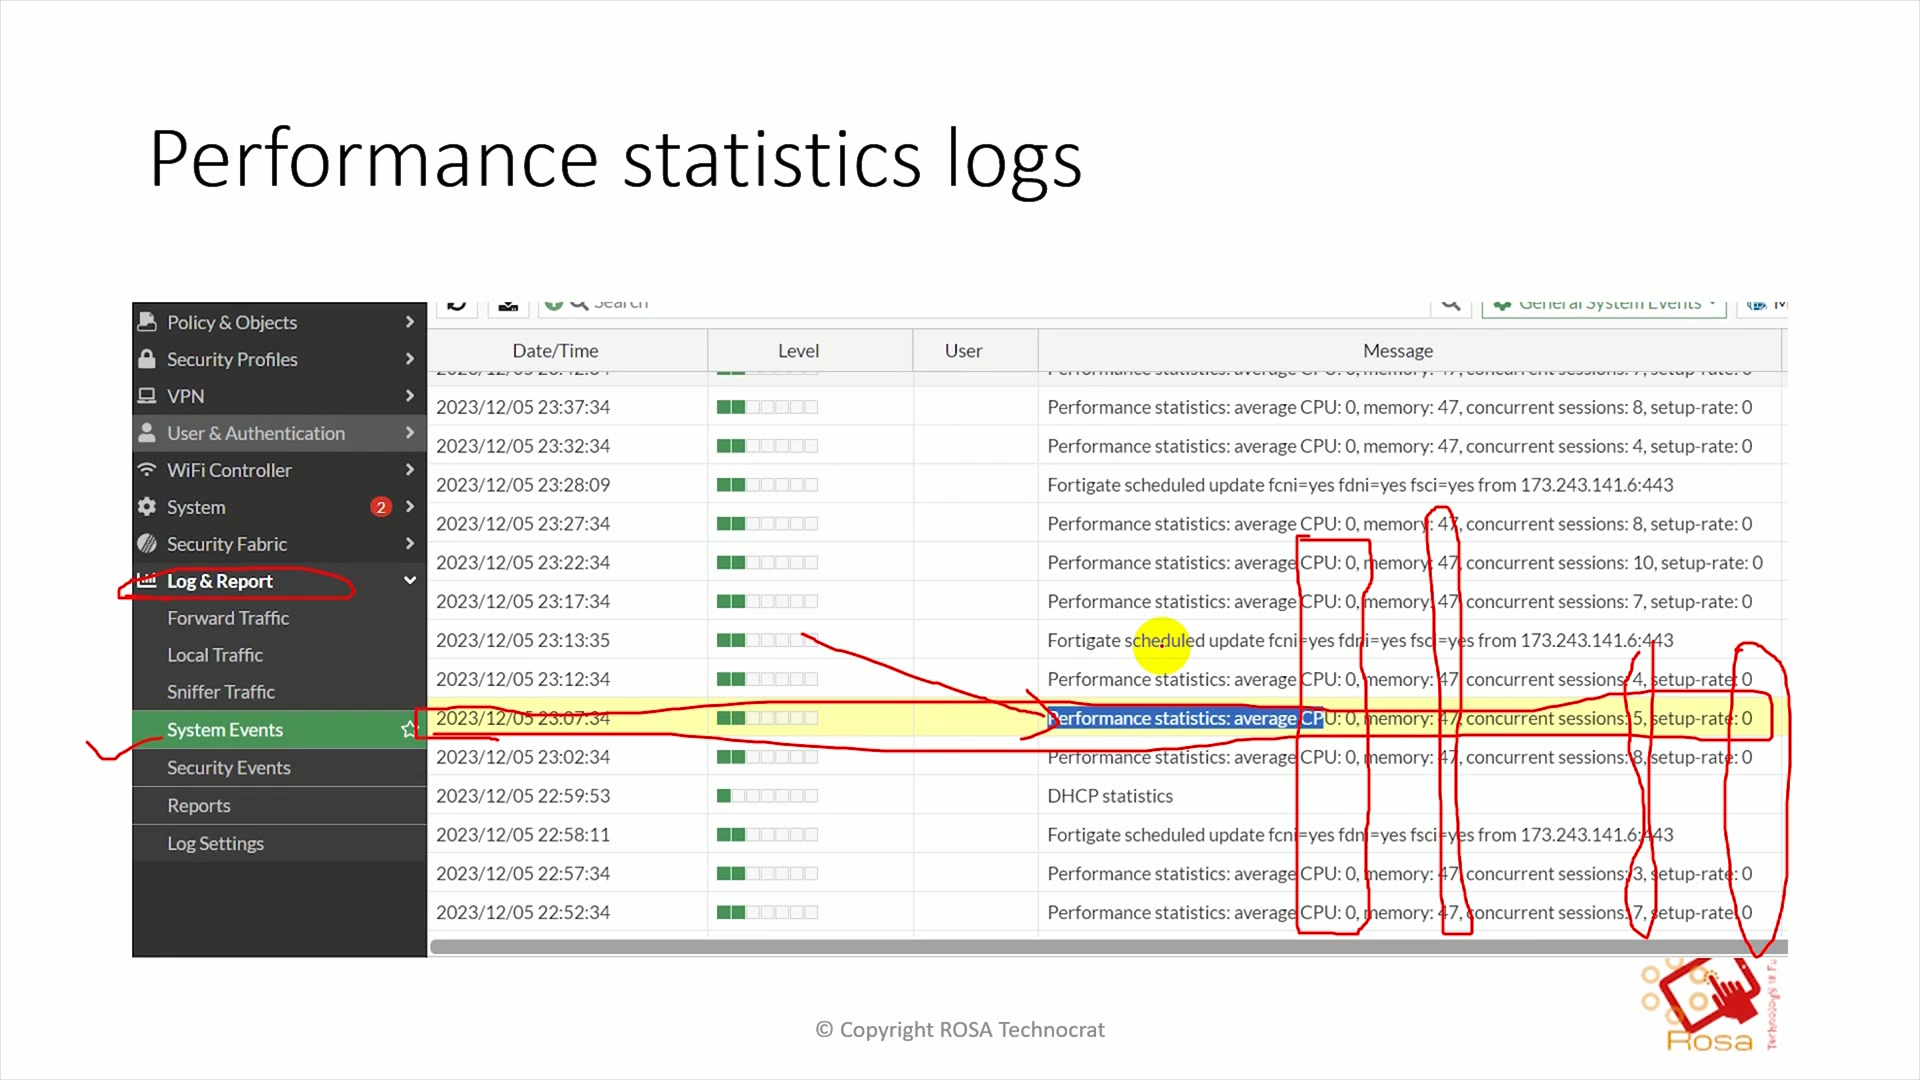 Performance statistics logs
Search
General System Events
Policy & Objects
Security Profiles
VPN
User & Authentication
WiFi Controller
System 2
Security Fabric
Log & Report
Forward Traffic
Local Traffic
Sniffer Traffic
System Events
Security Events
Reports
Log Settings
Date/Time Level User Message
2023/12/05 23:37:34 Performance statistics: average CPU: 0, memory: 47, concurrent sessions: 8, setup-rate: 0
2023/12/05 23:32:34 Performance statistics: average CPU: 0, memory: 47, concurrent sessions: 4, setup-rate: 0
2023/12/05 23:28:09 Fortigate scheduled update fcni=yes fdni=yes fsci=yes from 173.243.141.6:443
2023/12/05 23:27:34 Performance statistics: average CPU: 0, memory: 47, concurrent sessions: 8, setup-rate: 0
2023/12/05 23:22:34 Performance statistics: average CPU: 0, memory: 47, concurrent sessions: 10, setup-rate: 0
2023/12/05 23:17:34 Performance statistics: average CPU: 0, memory: 47, concurrent sessions: 7, setup-rate: 0
2023/12/05 23:13:35 Fortigate scheduled update fcni=yes fdni=yes fsci=yes from 173.243.141.6:443
2023/12/05 23:12:34 Performance statistics: average CPU: 0, memory: 47, concurrent sessions: 4, setup-rate: 0
2023/12/05 23:07:34 Performance statistics: average CPU: 0, memory: 47, concurrent sessions: 5, setup-rate: 0
2023/12/05 23:02:34 Performance statistics: average CPU: 0, memory: 47, concurrent sessions: 8, setup-rate: 0
2023/12/05 22:59:53 DHCP statistics
2023/12/05 22:58:11 Fortigate scheduled update fcni=yes fdni=yes fsci=yes from 173.243.141.6:443
2023/12/05 22:57:34 Performance statistics: average CPU: 0, memory: 47, concurrent sessions: 3, setup-rate: 0
2023/12/05 22:52:34 Performance statistics: average CPU: 0, memory: 47, concurrent sessions: 7, setup-rate: 0
© Copyright ROSA Technocrat
Rosa